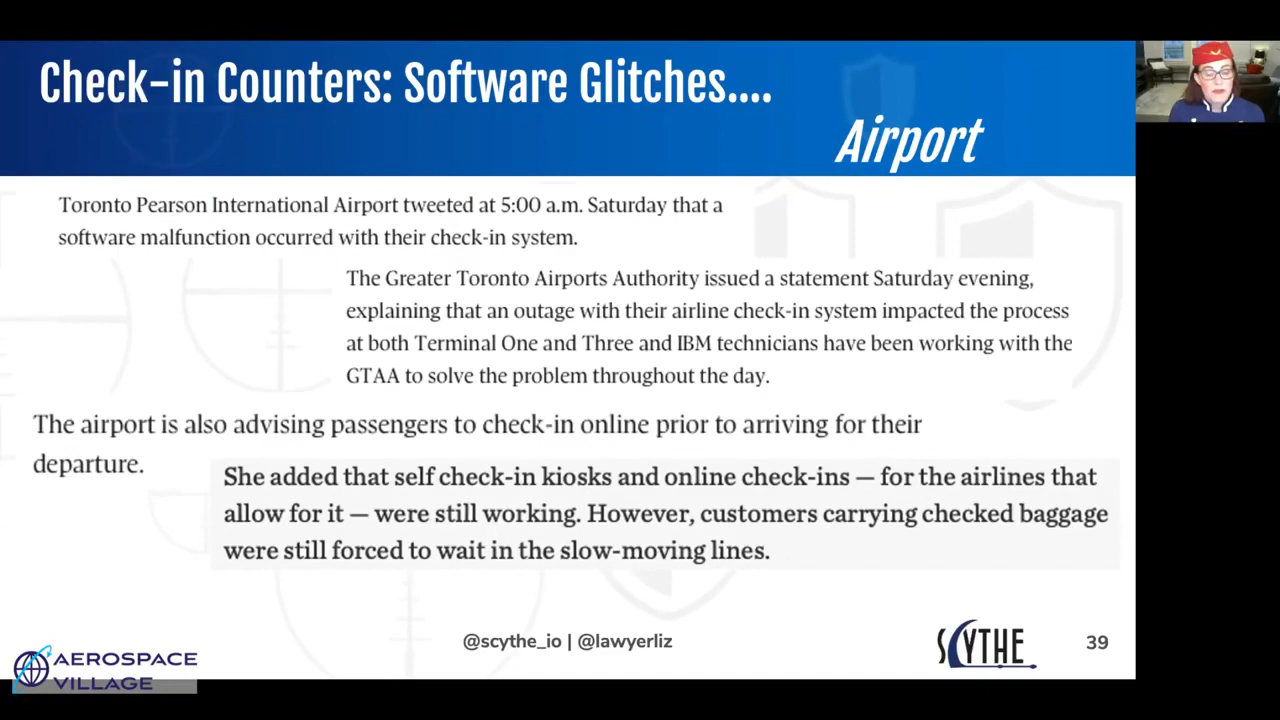 Check-in Counters: Software Glitches....
Airport
Toronto Pearson International Airport tweeted at 5:00 a.m. Saturday that a
software malfunction occurred with their check-in system.
The Greater Toronto Airports Authority issued a statement Saturday evening,
explaining that an outage with their airline check-in system impacted the process
at both Terminal One and Three and IBM technicians have been working with the
GTAA to solve the problem throughout the day.
The airport is also advising passengers to check-in online prior to arriving for their
departure.
She added that self check-in kiosks and online check-ins — for the airlines that
allow for it — were still working. However, customers carrying checked baggage
were still forced to wait in the slow-moving lines.
@scythe_io | @lawyerliz
SCYTHE
39
AEROSPACE
VILLAGE